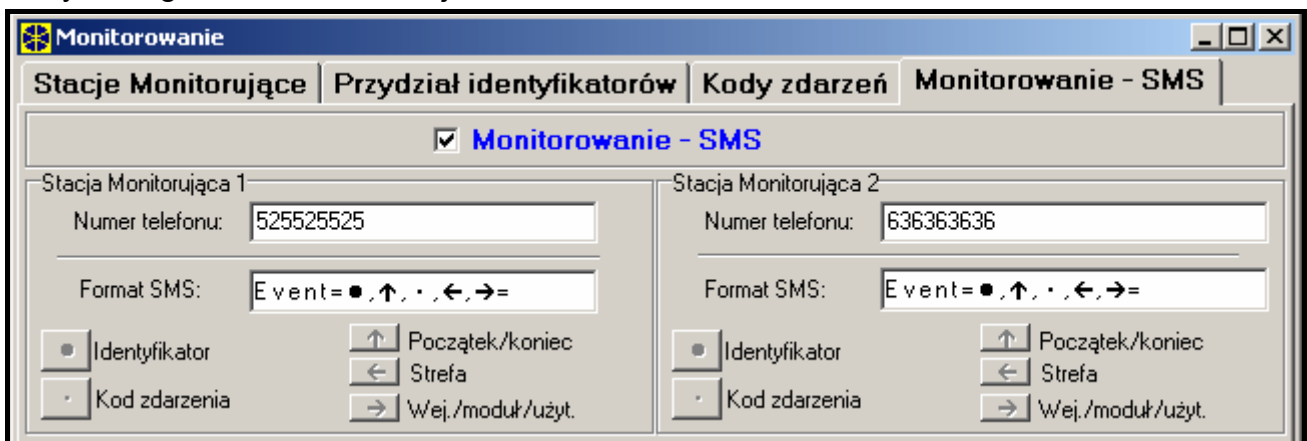 Monitorowanie
Stacje Monitorujące Przydział identyfikatorów Kody zdarzeń Monitorowanie - SMS
Monitorowanie - SMS
Stacja Monitorująca 1
Numer telefonu: 525525525
Format SMS: Event=●,↑,·,←,→=
● Identyfikator
↑ Początek/koniec
← Strefa
· Kod zdarzenia
→ Wej./moduł/użyt.
Stacja Monitorująca 2
Numer telefonu: 636363636
Format SMS: Event=●,↑,·,←,→=
● Identyfikator
↑ Początek/koniec
← Strefa
· Kod zdarzenia
→ Wej./moduł/użyt.